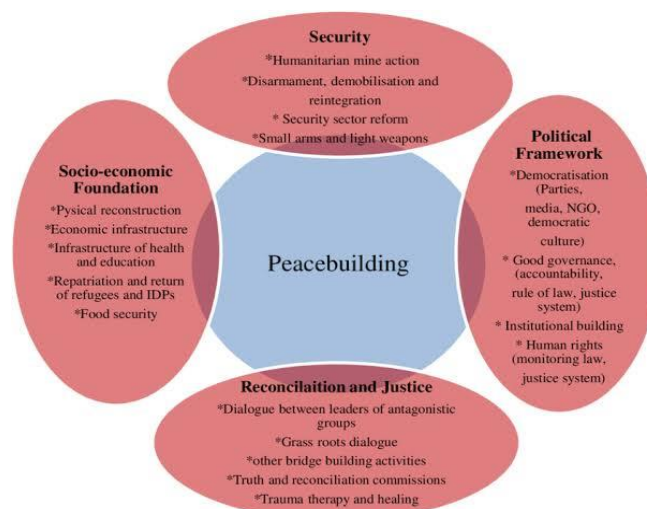 Security
*Humanitarian mine action
*Disarmament, demobilisation and
reintegration
* Security sector reform
*Small arms and light weapons
Socio-economic
Foundation
*Pysical reconstruction
*Economic infrastructure
*Infrastructure of health
and education
*Repatriation and return
of refugees and IDPs
*Food security
Peacebuilding
Political
Framework
*Democratisation
(Parties,
media, NGO,
democratic
culture)
* Good governance,
(accountability,
rule of law, justice
system)
* Institutional building
* Human rights
(monitoring law,
justice system)
Reconcilaition and Justice
*Dialogue between leaders of antagonistic
groups
*Grass roots dialogue
*other bridge building activities
*Truth and reconciliation commissions
*Trauma therapy and healing